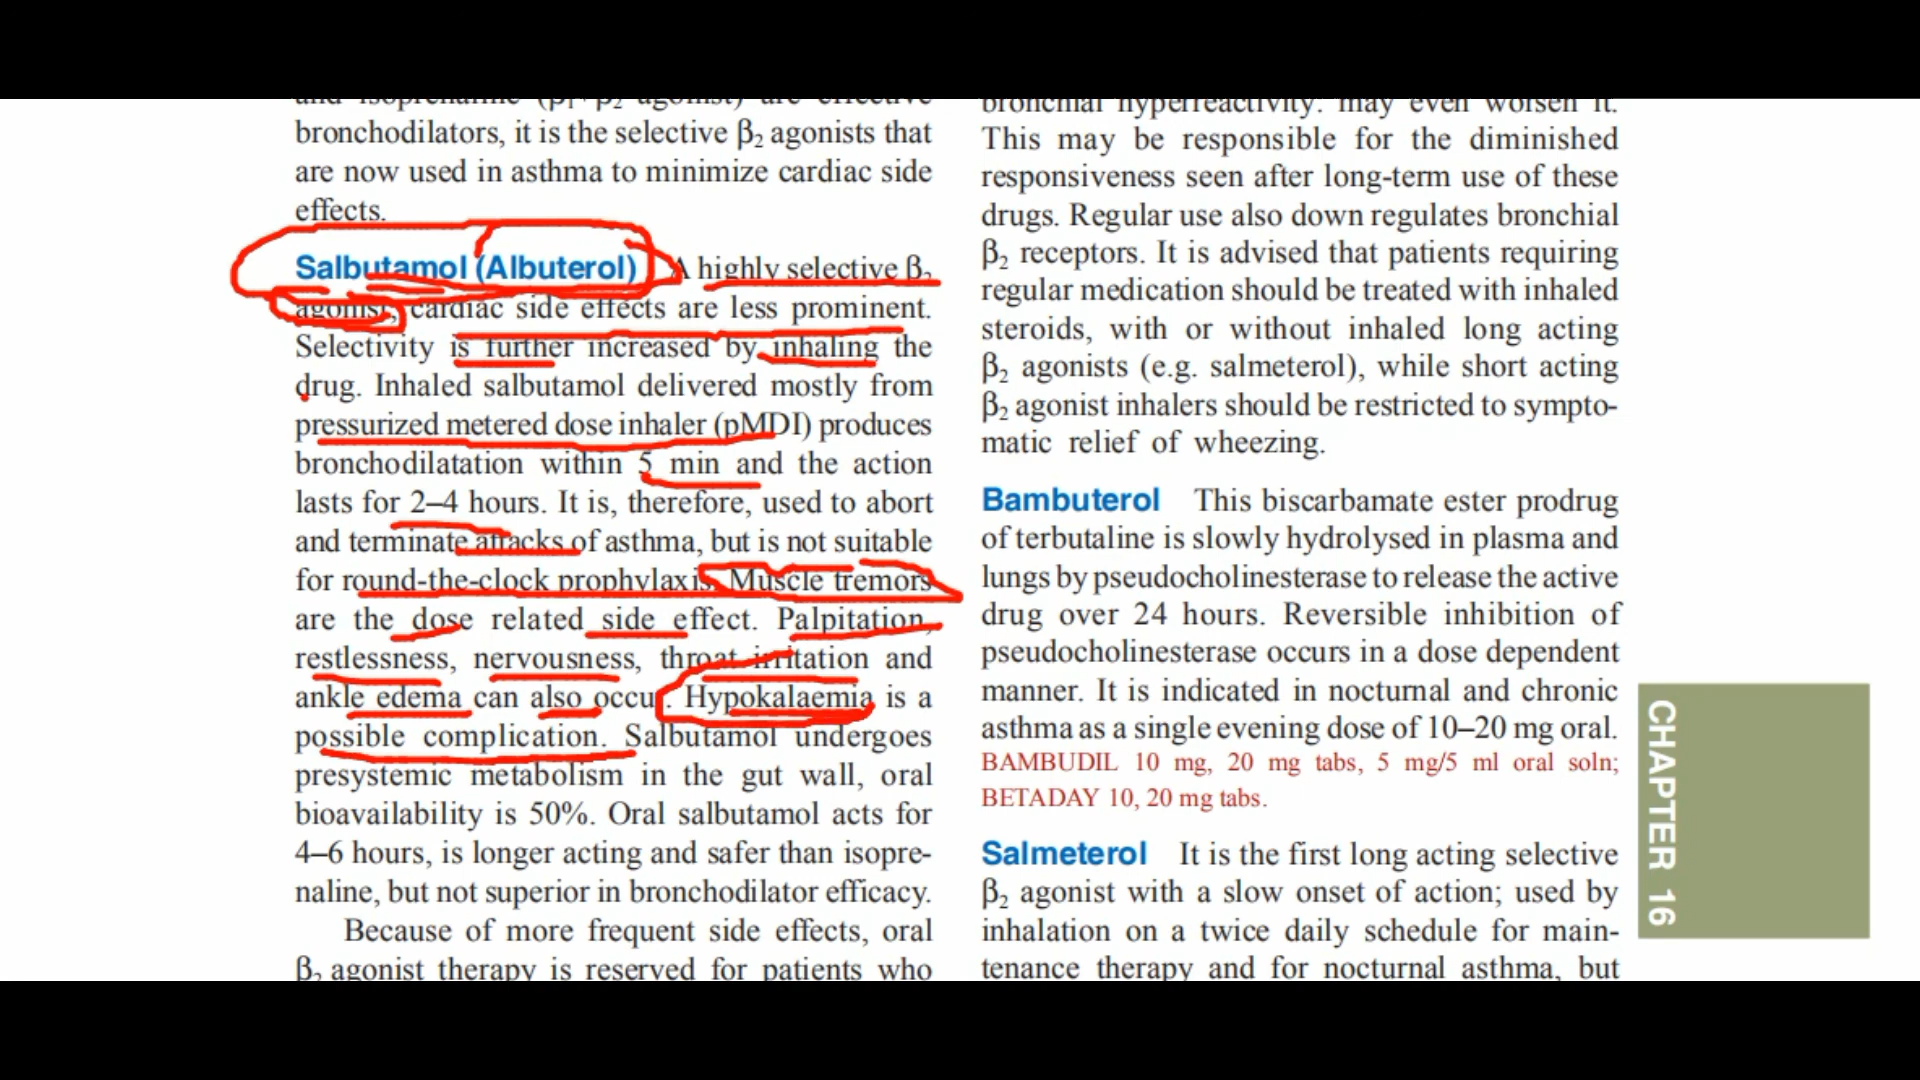 and isoprenaline (β₁+β₂ agonist) are effective
bronchodilators, it is the selective β₂ agonists that
are now used in asthma to minimize cardiac side
effects.
Salbutamol (Albuterol) A highly selective β₂
agonist; cardiac side effects are less prominent.
Selectivity is further increased by inhaling the
drug. Inhaled salbutamol delivered mostly from
pressurized metered dose inhaler (pMDI) produces
bronchodilatation within 5 min and the action
lasts for 2–4 hours. It is, therefore, used to abort
and terminate attacks of asthma, but is not suitable
for round-the-clock prophylaxis. Muscle tremors
are the dose related side effect. Palpitation,
restlessness, nervousness, throat irritation and
ankle edema can also occur. Hypokalaemia is a
possible complication. Salbutamol undergoes
presystemic metabolism in the gut wall, oral
bioavailability is 50%. Oral salbutamol acts for
4–6 hours, is longer acting and safer than isopre-
naline, but not superior in bronchodilator efficacy.
Because of more frequent side effects, oral
β₂ agonist therapy is reserved for patients who
bronchial hyperreactivity: may even worsen it.
This may be responsible for the diminished
responsiveness seen after long-term use of these
drugs. Regular use also down regulates bronchial
β₂ receptors. It is advised that patients requiring
regular medication should be treated with inhaled
steroids, with or without inhaled long acting
β₂ agonists (e.g. salmeterol), while short acting
β₂ agonist inhalers should be restricted to sympto-
matic relief of wheezing.
Bambuterol This biscarbamate ester prodrug
of terbutaline is slowly hydrolysed in plasma and
lungs by pseudocholinesterase to release the active
drug over 24 hours. Reversible inhibition of
pseudocholinesterase occurs in a dose dependent
manner. It is indicated in nocturnal and chronic
asthma as a single evening dose of 10–20 mg oral.
BAMBUDIL 10 mg, 20 mg tabs, 5 mg/5 ml oral soln;
BETADAY 10, 20 mg tabs.
Salmeterol It is the first long acting selective
β₂ agonist with a slow onset of action; used by
inhalation on a twice daily schedule for main-
tenance therapy and for nocturnal asthma, but
CHAPTER 16